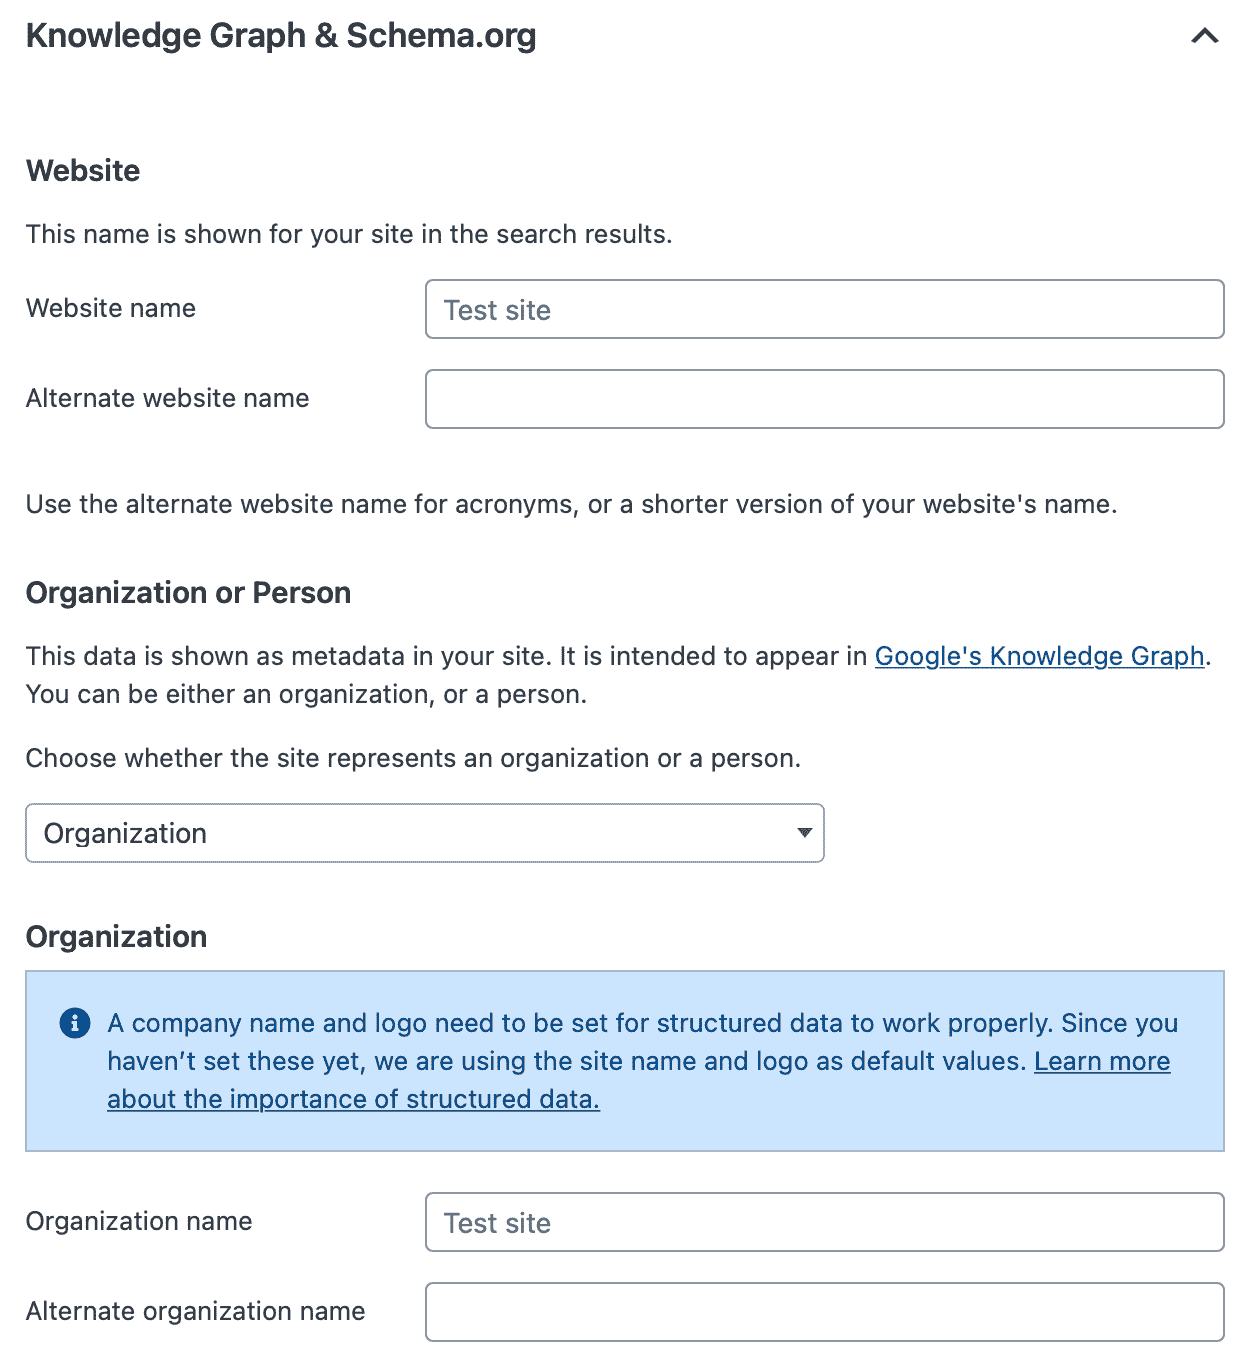 Knowledge Graph & Schema.org
Website
This name is shown for your site in the search results.
Website name
Test site
Alternate website name
Use the alternate website name for acronyms, or a shorter version of your website's name.
Organization or Person
This data is shown as metadata in your site. It is intended to appear in Google's Knowledge Graph.
You can be either an organization, or a person.
Choose whether the site represents an organization or a person.
Organization
Organization
A company name and logo need to be set for structured data to work properly. Since you
haven’t set these yet, we are using the site name and logo as default values. Learn more
about the importance of structured data.
Organization name
Test site
Alternate organization name